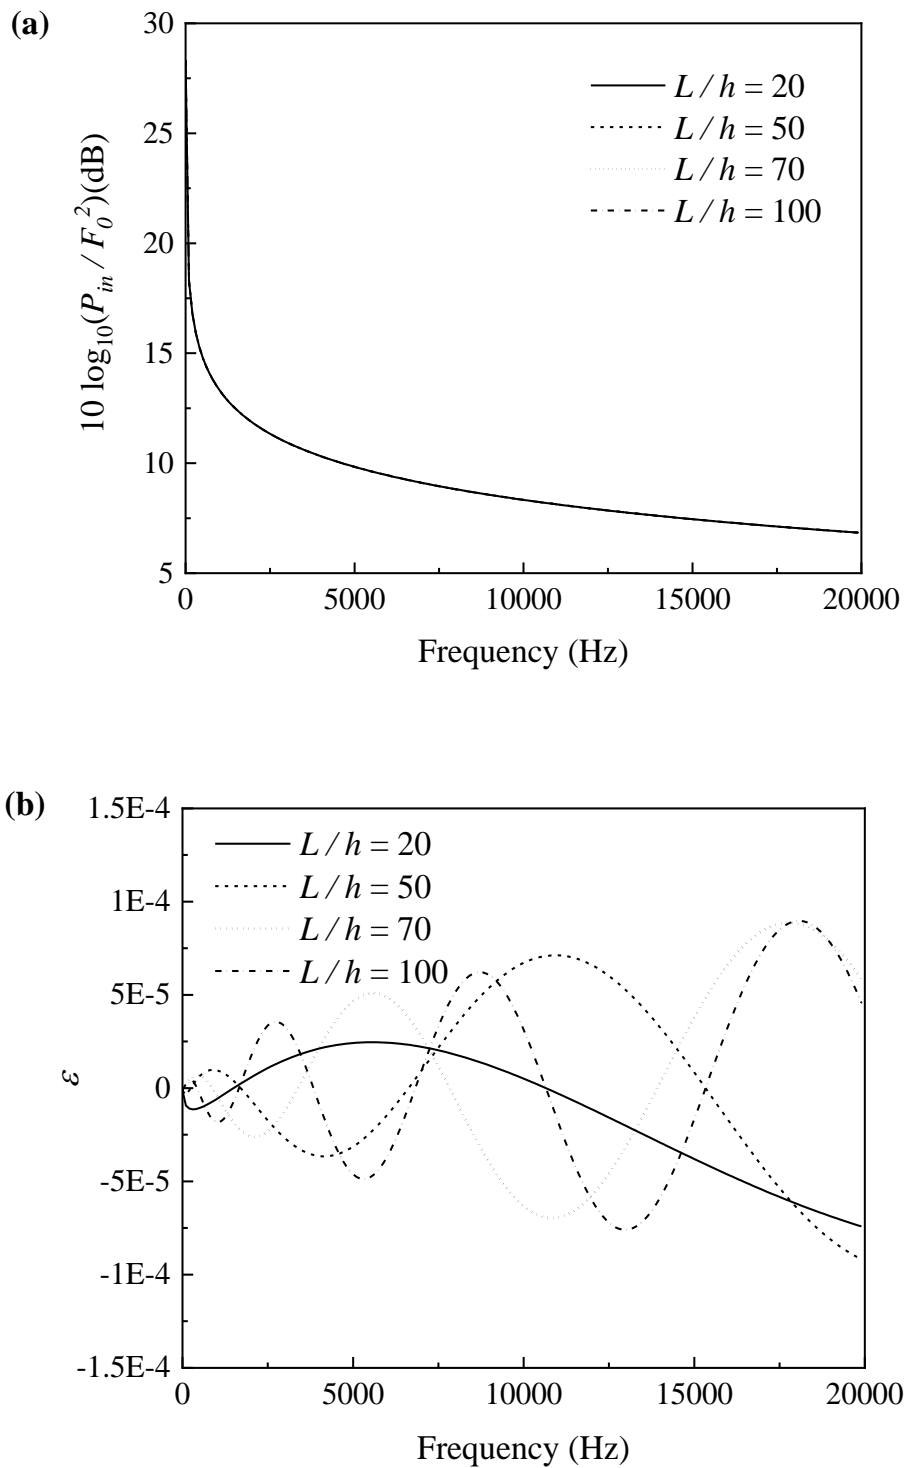 (a)
30
25
20
15
10
5
10 log₁₀(P_in / F_0²)(dB)
L / h = 20
L / h = 50
L / h = 70
L / h = 100
0 5000 10000 15000 20000
Frequency (Hz)
(b)
1.5E-4
1E-4
5E-5
0
-5E-5
-1E-4
-1.5E-4
ε
L / h = 20
L / h = 50
L / h = 70
L / h = 100
0 5000 10000 15000 20000
Frequency (Hz)